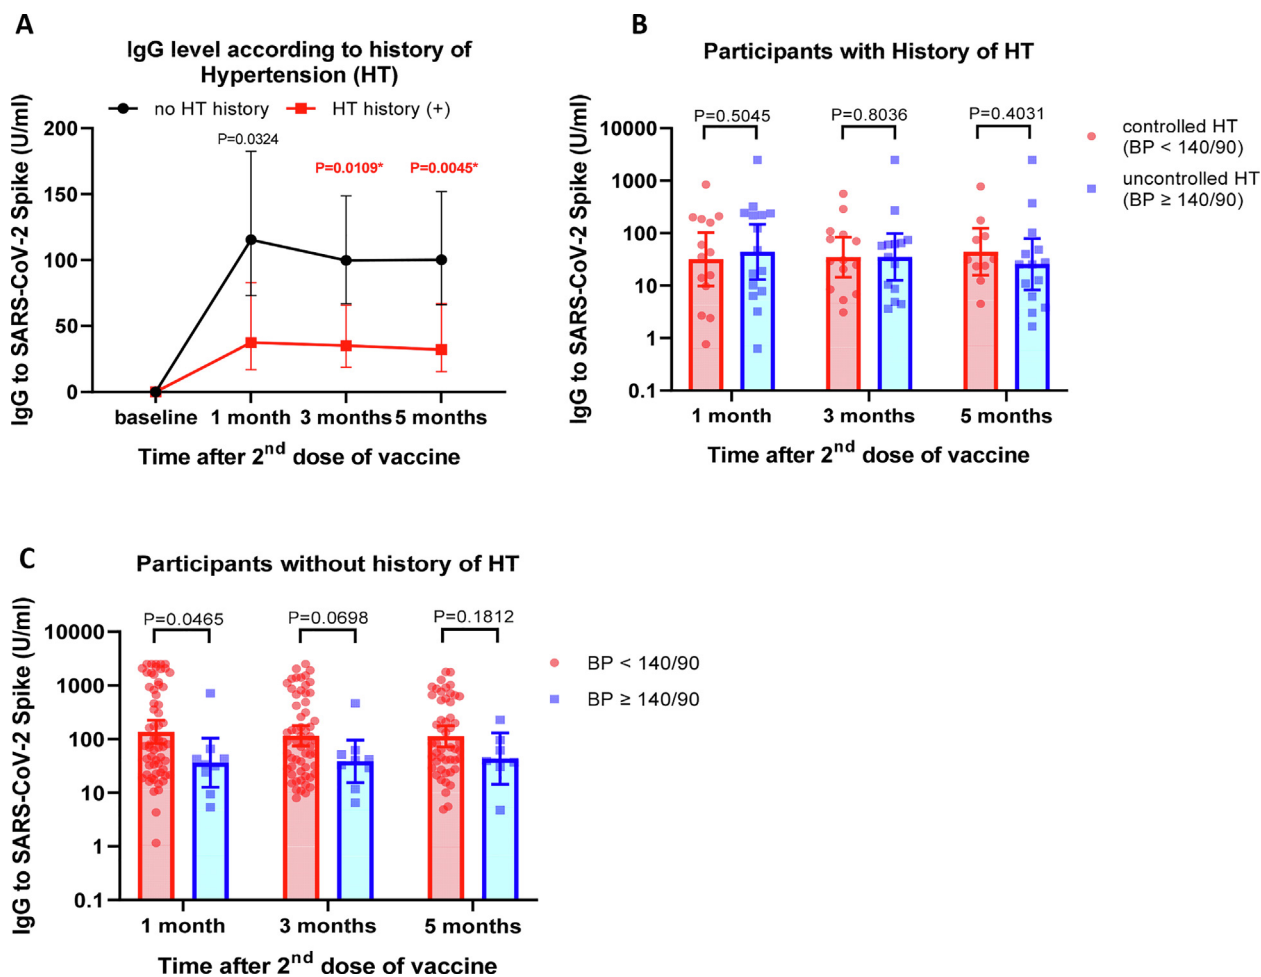 A
IgG level according to history of
Hypertension (HT)
no HT history
HT history (+)
IgG to SARS-CoV-2 Spike (U/ml)
200
150
100
50
0
P=0.0324
P=0.0109*
P=0.0045*
baseline 1 month 3 months 5 months
Time after 2nd dose of vaccine
B
Participants with History of HT
IgG to SARS-CoV-2 Spike (U/ml)
10000
1000
100
10
1
0.1
P=0.5045
P=0.8036
P=0.4031
controlled HT
(BP < 140/90)
uncontrolled HT
(BP ≥ 140/90)
1 month 3 months 5 months
Time after 2nd dose of vaccine
C
Participants without history of HT
IgG to SARS-CoV-2 Spike (U/ml)
10000
1000
100
10
1
0.1
P=0.0465
P=0.0698
P=0.1812
BP < 140/90
BP ≥ 140/90
1 month 3 months 5 months
Time after 2nd dose of vaccine